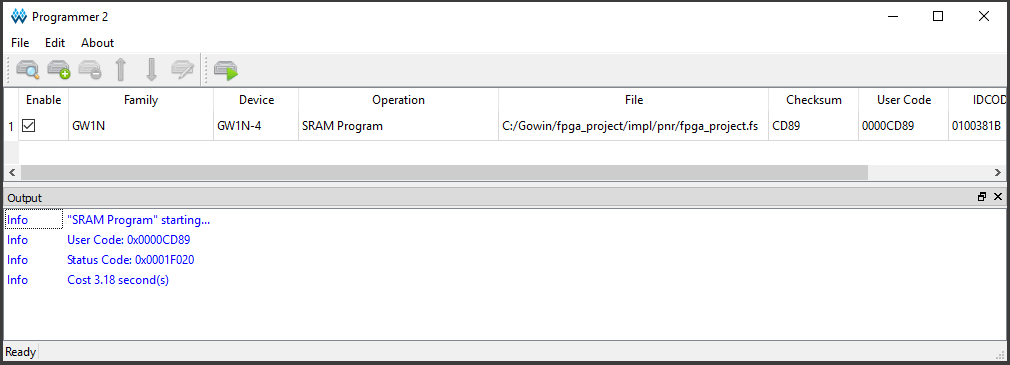 Programmer 2
File Edit About
Enable Family Device Operation File Checksum User Code IDCOD
1 GW1N GW1N-4 SRAM Program C:/Gowin/fpga_project/impl/pnr/fpga_project.fs CD89 0000CD89 0100381B
Output
Info "SRAM Program" starting...
Info User Code: 0x0000CD89
Info Status Code: 0x0001F020
Info Cost 3.18 second(s)
Ready